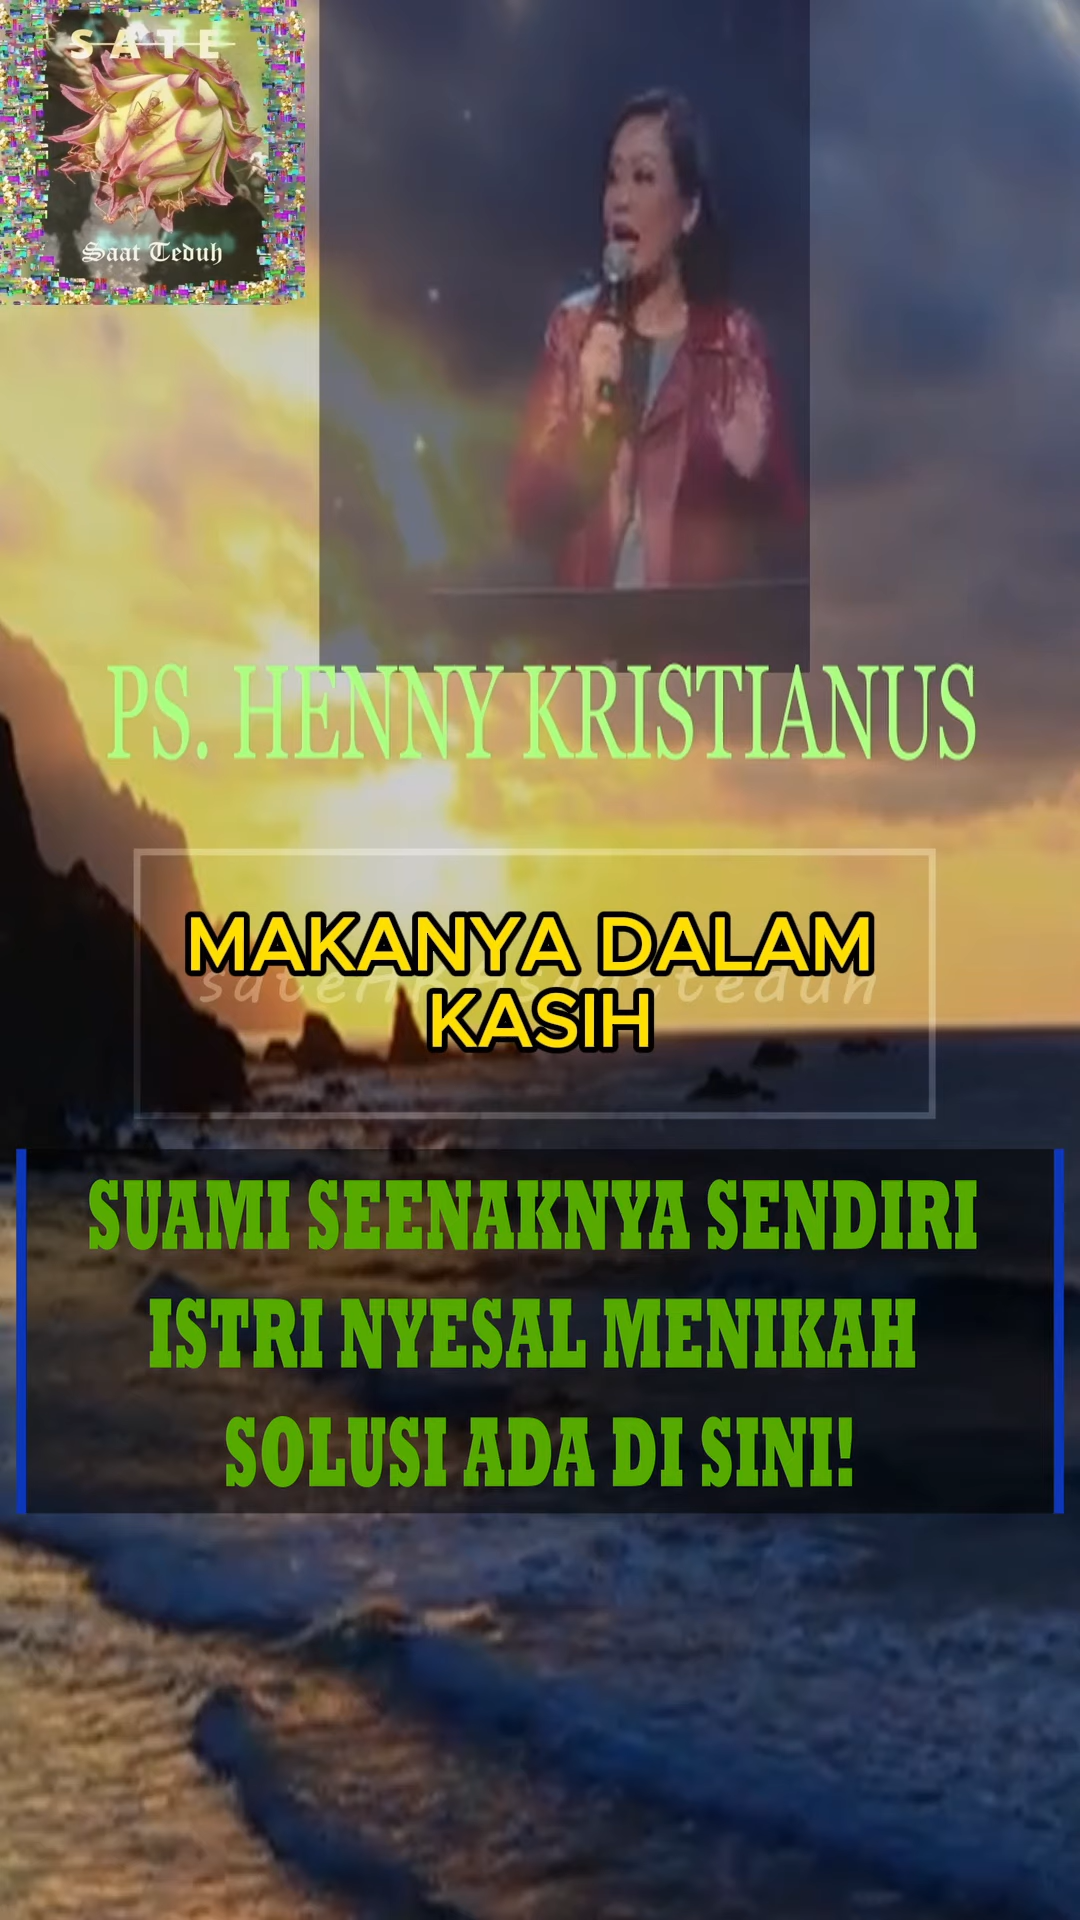 SATE
Saat Teduh
PS. HENNY KRISTIANUS
MAKANYA DALAM
KASIH
SUAMI SEENAKNYA SENDIRI
ISTRI NYESAL MENIKAH
SOLUSI ADA DI SINI!